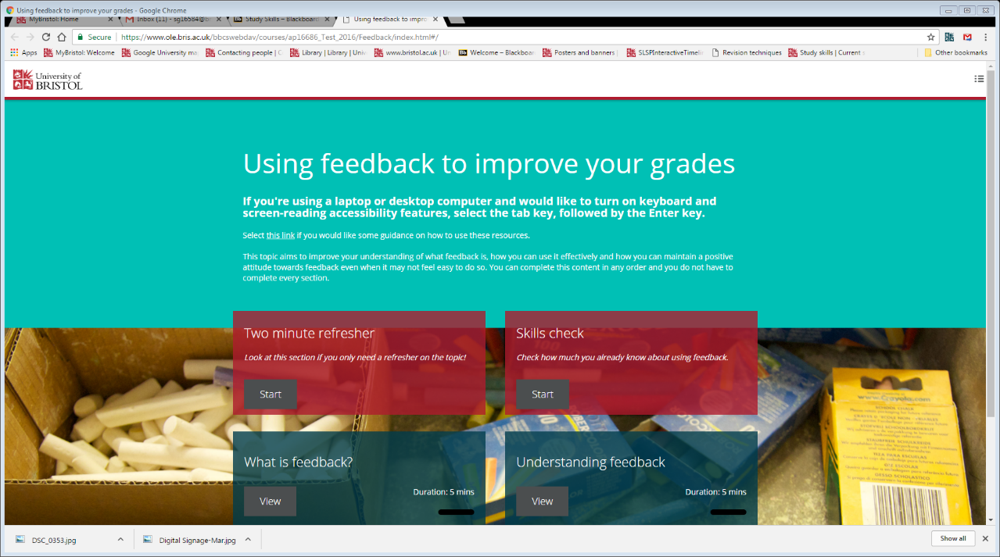 Using feedback to improve your grades - Google Chrome
MyBristol: Home
Inbox (11) - sg16584@br
Study Skills – Blackboard
Using feedback to impro
Secure
https://www.ole.bris.ac.uk/bbcswebdav/courses/ap16686_Test_2016/Feedback/index.html#/
Apps
MyBristol: Welcome
Google University ma
Contacting people | C
Library | Library | Univ
www.bristol.ac.uk | Un
Bb
Welcome – Blackboar
Posters and banners |
SLSPInteractiveTimelin
Revision techniques
Study skills | Current s
Other bookmarks
University of
BRISTOL
Using feedback to improve your grades
If you're using a laptop or desktop computer and would like to turn on keyboard and
screen-reading accessibility features, select the tab key, followed by the Enter key.
Select this link if you would like some guidance on how to use these resources.
This topic aims to improve your understanding of what feedback is, how you can use it effectively and how you can maintain a positive
attitude towards feedback even when it may not feel easy to do so. You can complete this content in any order and you do not have to
complete every section.
Two minute refresher
Look at this section if you only need a refresher on the topic!
Start
Skills check
Check how much you already know about using feedback.
Start
What is feedback?
Duration: 5 mins
View
Understanding feedback
Duration: 5 mins
View
www.crayola.com
DSC_0353.jpg
Digital Signage-Mar.jpg
Show all